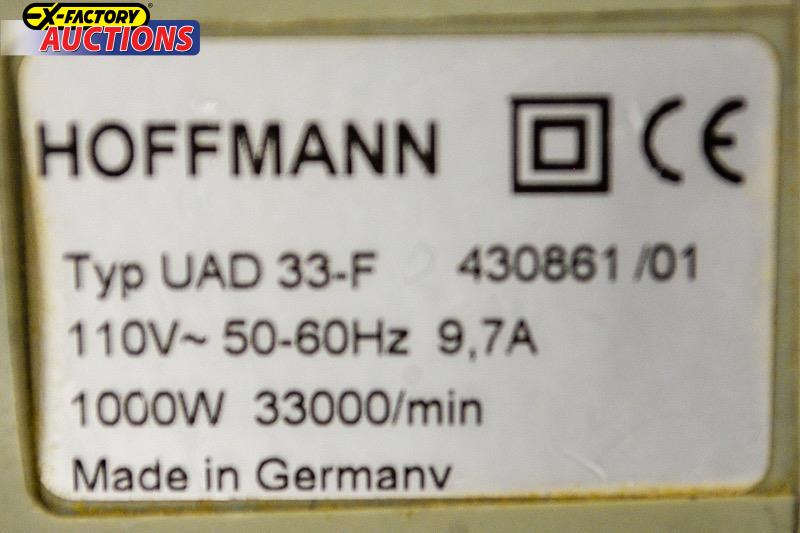 EX-FACTORY
AUCTIONS
HOFFMANN CE
Typ UAD 33-F 430861 /01
110V~ 50-60Hz 9,7A
1000W 33000/min
Made in Germany